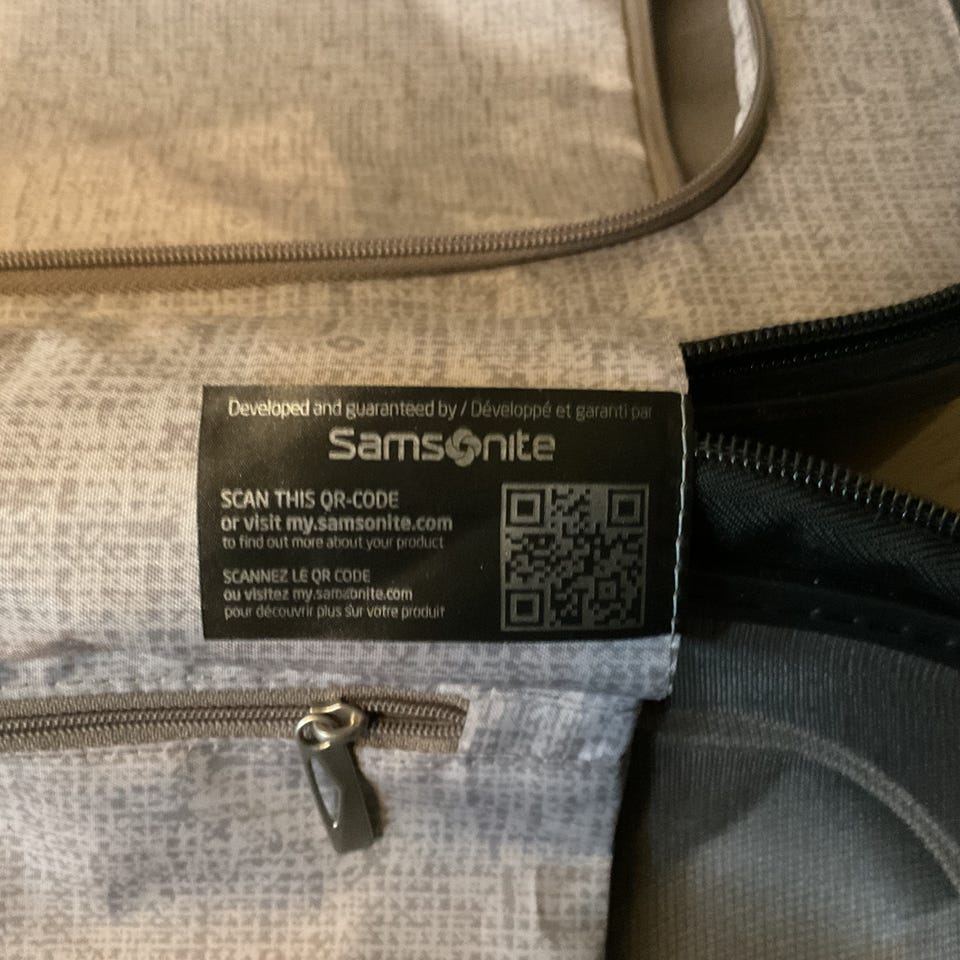 Developed and guaranteed by / Développé et garanti par
Samsonite
SCAN THIS QR-CODE
or visit my.samsonite.com
to find out more about your product
SCANNEZ LE QR CODE
ou visitez my.samsonite.com
pour découvrir plus sur votre produit